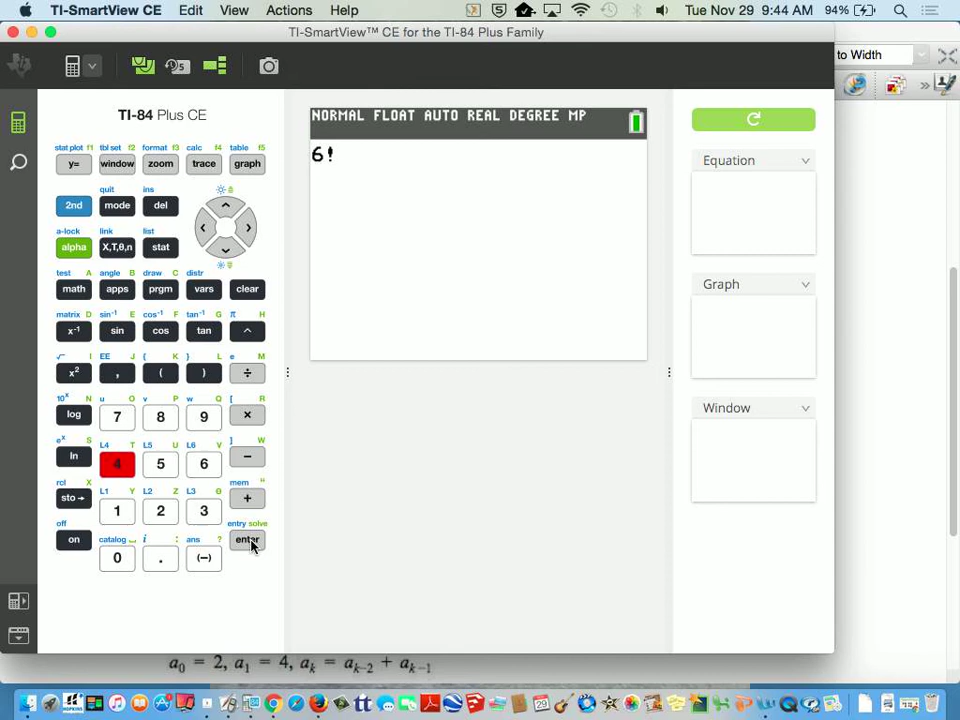 TI-SmartView CE Edit View Actions Help Tue Nov 29 9:44 AM 94%
TI-SmartView™ CE for the TI-84 Plus Family
to Width
TI-84 Plus CE
NORMAL FLOAT AUTO REAL DEGREE MP
6!
Equation
Graph
Window
stat plot f1 tbl set f2 format f3 calc f4 table f5
y= window zoom trace graph
quit ins
2nd mode del
a-lock link list
alpha X,T,θ,n stat
test A angle B draw C distr
math apps prgm vars clear
matrix D sin⁻¹ E cos⁻¹ F tan⁻¹ G π H
x⁻¹ sin cos tan ^
√ I EE J { K } L e M
x² , ( ) ÷
10ˣ N u O v P w Q [ R
log 7 8 9 ×
eˣ S L4 T L5 U L6 V ] W
ln 4 5 6 −
rcl X L1 Y L2 Z L3 θ mem "
sto→ 1 2 3 +
off catalog i : ans ? entry solve
on 0 . (−) enter
a₀ = 2, a₁ = 4, aₖ = aₖ₋₂ + aₖ₋₁